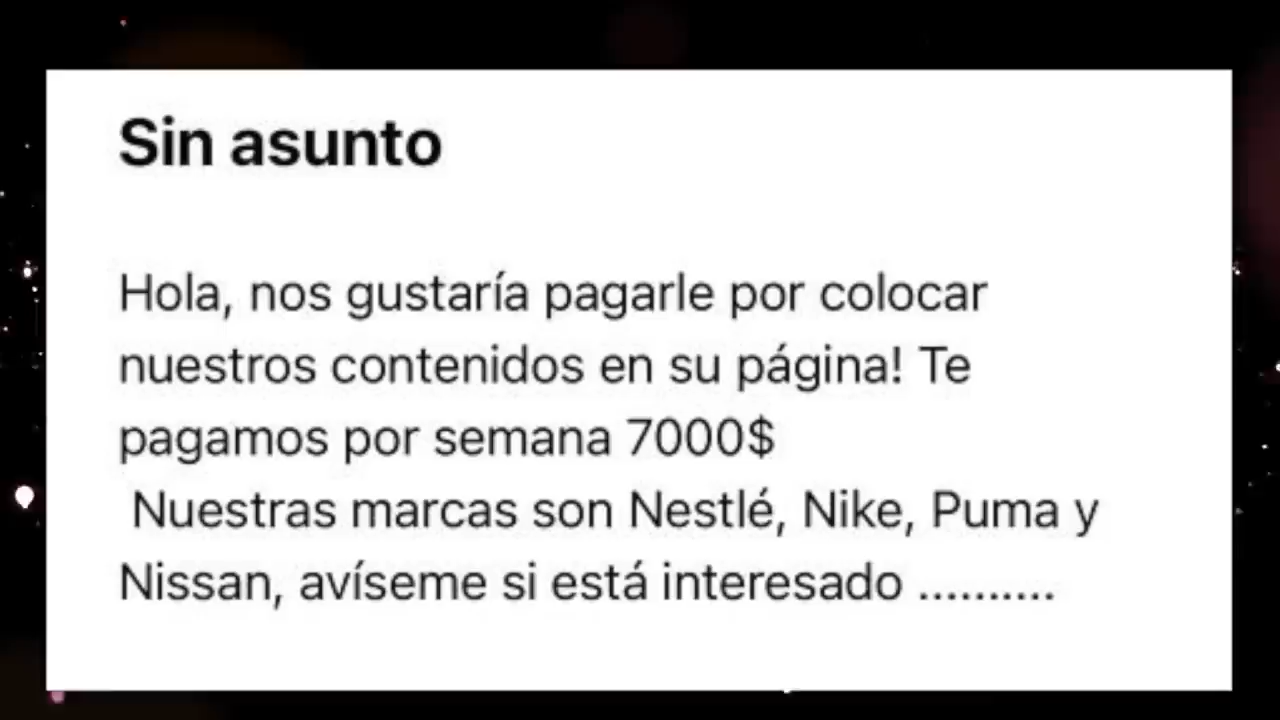 Sin asunto
Hola, nos gustaría pagarle por colocar
nuestros contenidos en su página! Te
pagamos por semana 7000$
Nuestras marcas son Nestlé, Nike, Puma y
Nissan, avíseme si está interesado ..........